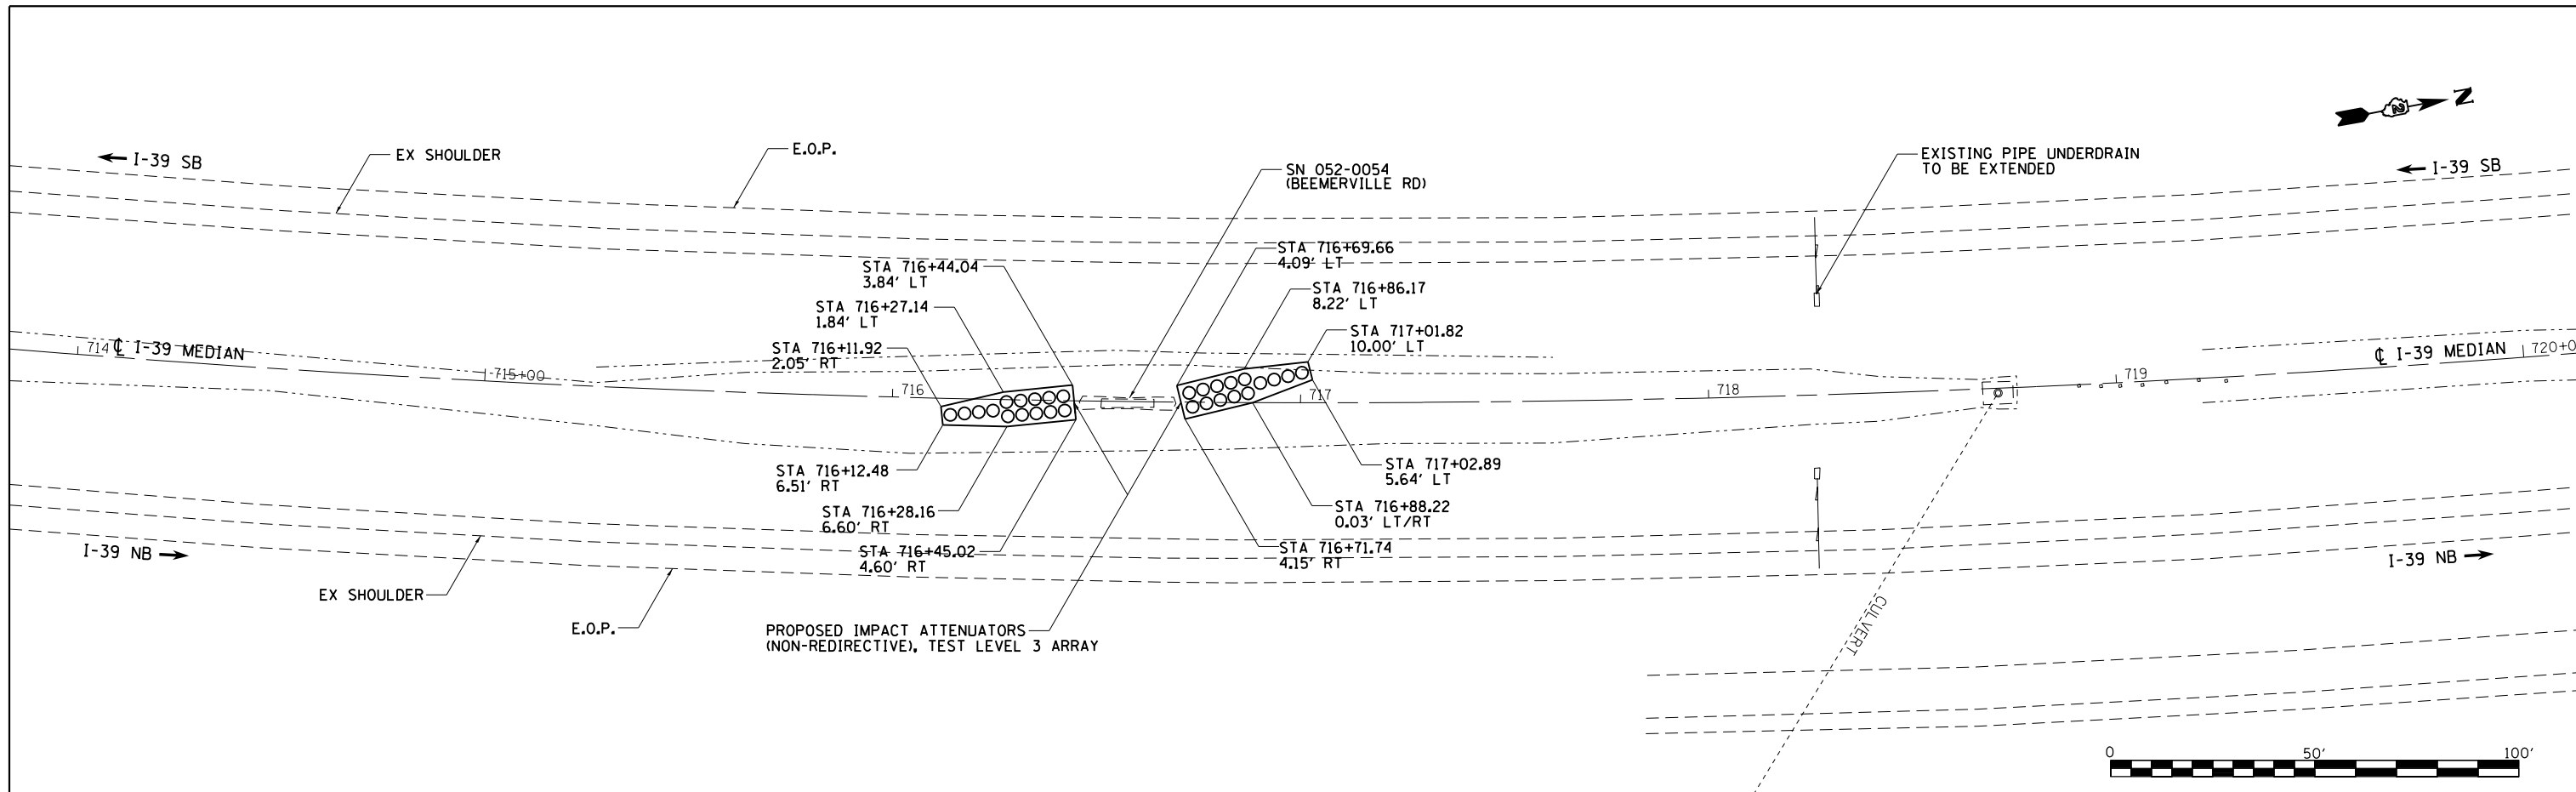 N
I-39 SB
EX SHOULDER
E.O.P.
SN 052-0054
(BEEMERVILLE RD)
EXISTING PIPE UNDERDRAIN
TO BE EXTENDED
I-39 SB
STA 716+44.04
3.84' LT
STA 716+69.66
4.09' LT
STA 716+27.14
1.84' LT
STA 716+86.17
8.22' LT
STA 716+11.92
2.05' RT
STA 717+01.82
10.00' LT
714
℄ I-39 MEDIAN
715+00
716
717
718
719
℄ I-39 MEDIAN
720+0
STA 716+12.48
6.51' RT
STA 717+02.89
5.64' LT
STA 716+28.16
6.60' RT
STA 716+88.22
0.03' LT/RT
STA 716+45.02
4.60' RT
STA 716+71.74
4.15' RT
I-39 NB
I-39 NB
EX SHOULDER
E.O.P.
PROPOSED IMPACT ATTENUATORS
(NON-REDIRECTIVE), TEST LEVEL 3 ARRAY
CULVERT
0 50' 100'